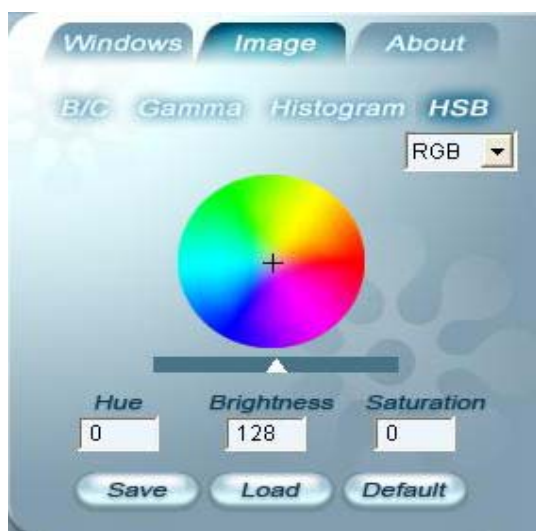 Windows Image About
B/C Gamma Histogram HSB
RGB
Hue Brightness Saturation
0 128 0
Save Load Default